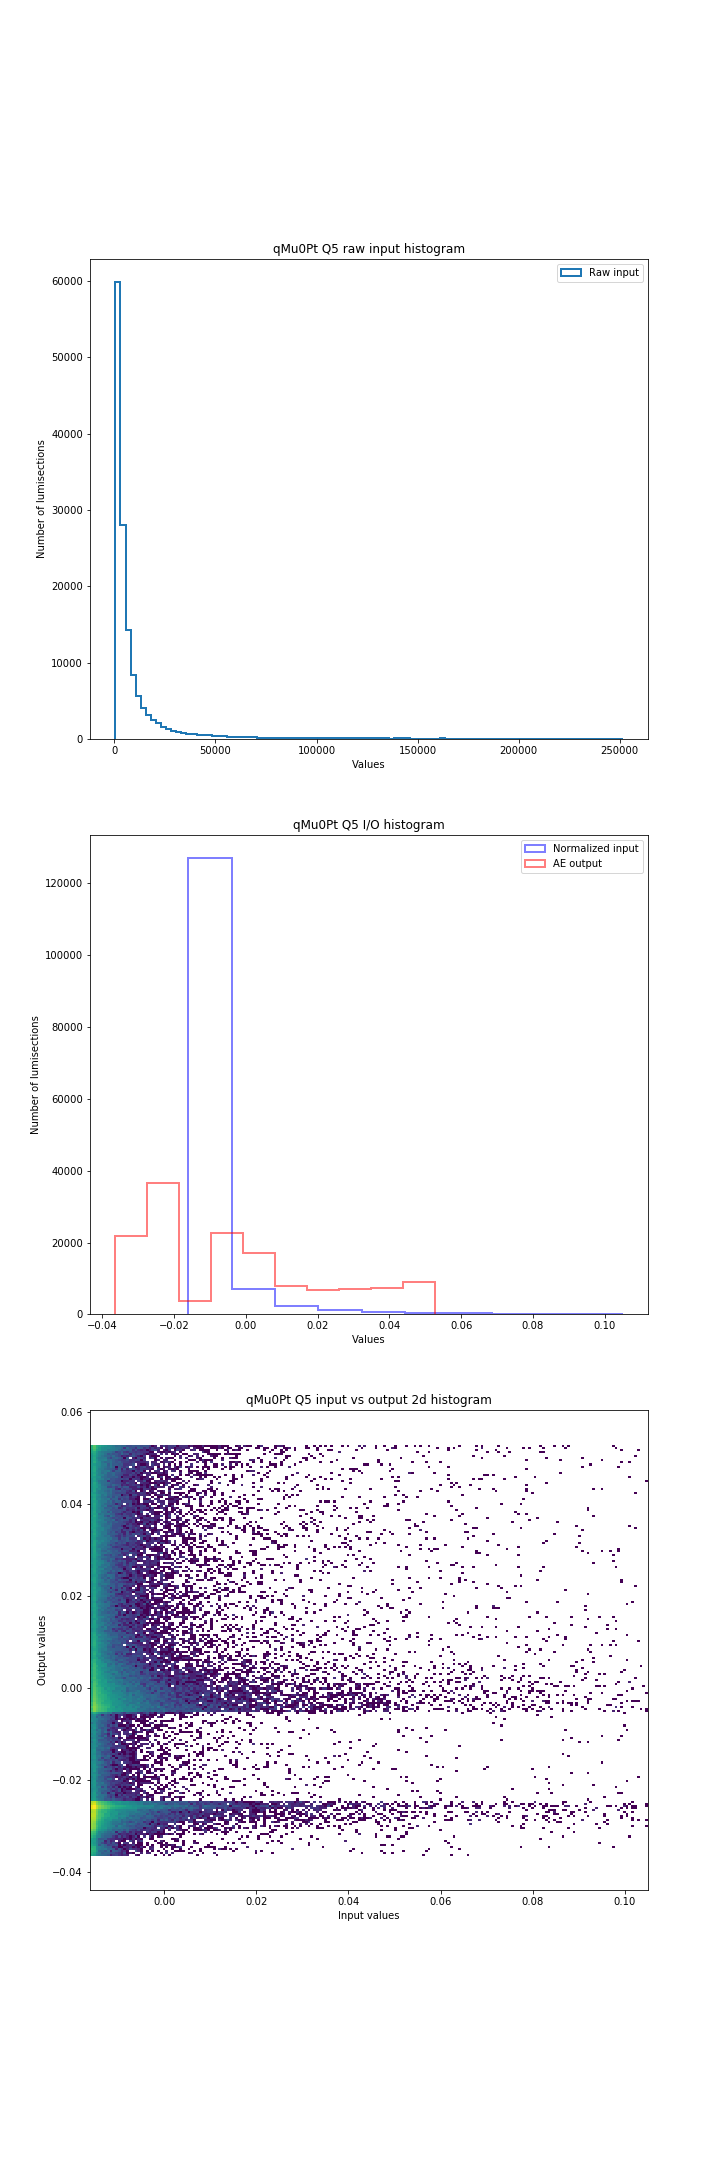 qMu0Pt Q5 raw input histogram
Raw input
60000
50000
40000
30000
20000
10000
0
Number of lumisections
0 50000 100000 150000 200000 250000
Values
qMu0Pt Q5 I/O histogram
Normalized input
AE output
120000
100000
80000
60000
40000
20000
0
Number of lumisections
−0.04 −0.02 0.00 0.02 0.04 0.06 0.08 0.10
Values
qMu0Pt Q5 input vs output 2d histogram
0.06
0.04
0.02
0.00
−0.02
−0.04
Output values
0.00 0.02 0.04 0.06 0.08 0.10
Input values